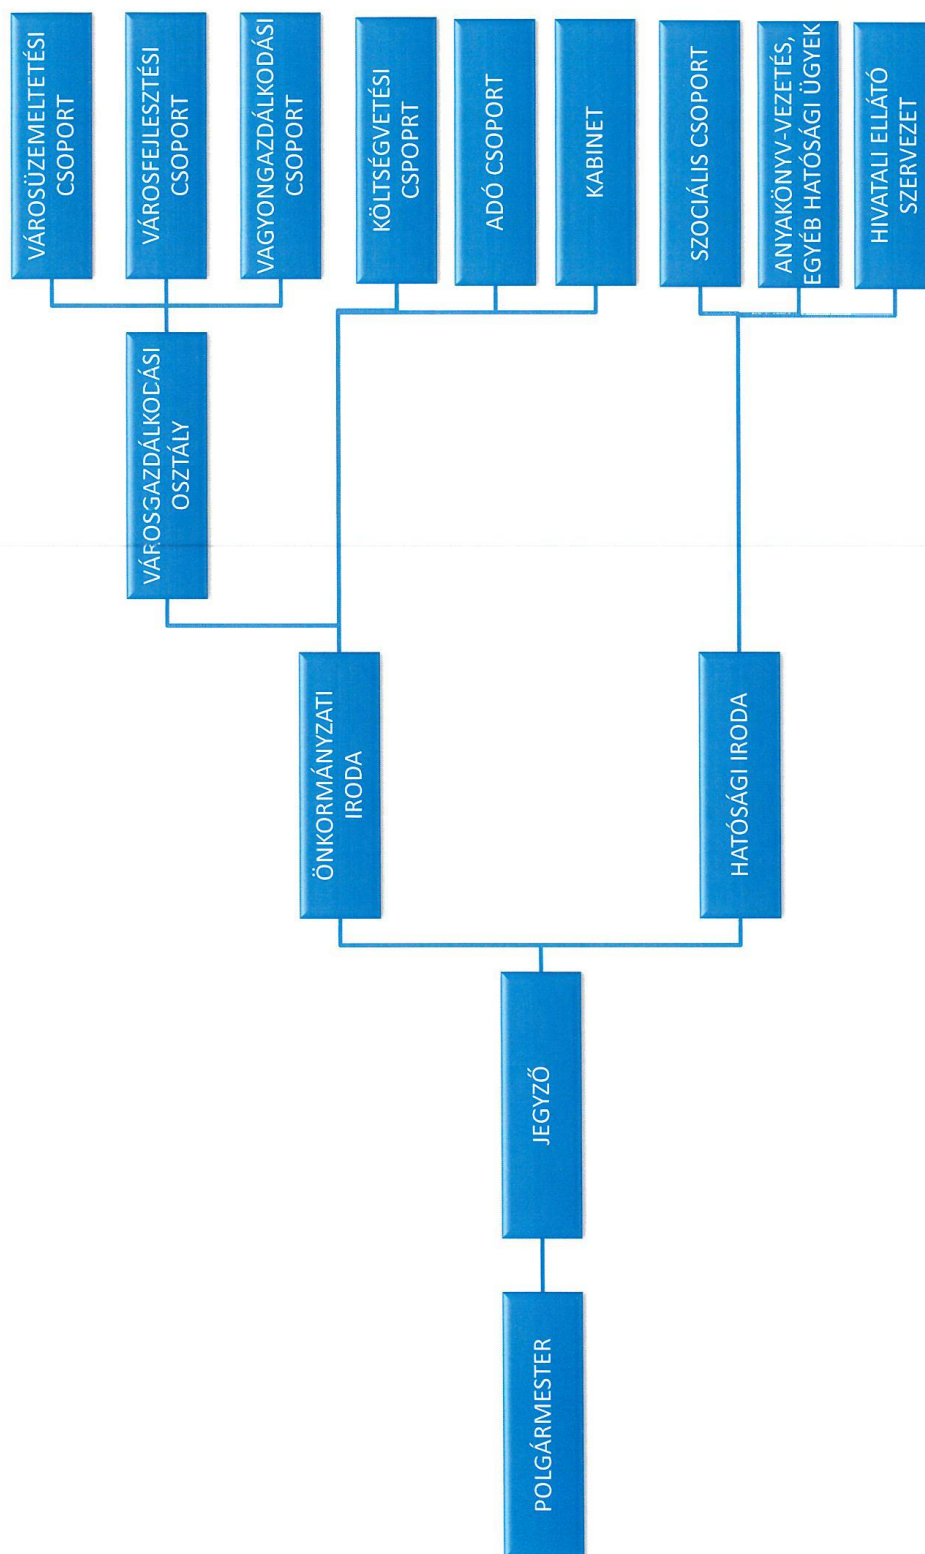 POLGÁRMESTER
JEGYZŐ
ÖNKORMÁNYZATI
IRODA
HATÓSÁGI IRODA
VÁROSGAZDÁLKODÁSI
OSZTÁLY
VÁROSÜZEMELTETÉSI
CSOPORT
VÁROSFEJLESZTÉSI
CSOPORT
VAGYONGAZDÁLKODÁSI
CSOPORT
KÖLTSÉGVETÉSI
CSPOPRT
ADÓ CSOPORT
KABINET
SZOCIÁLIS CSOPORT
ANYAKÖNYV-VEZETÉS,
EGYÉB HATÓSÁGI ÜGYEK
HIVATALI ELLÁTÓ
SZERVEZET